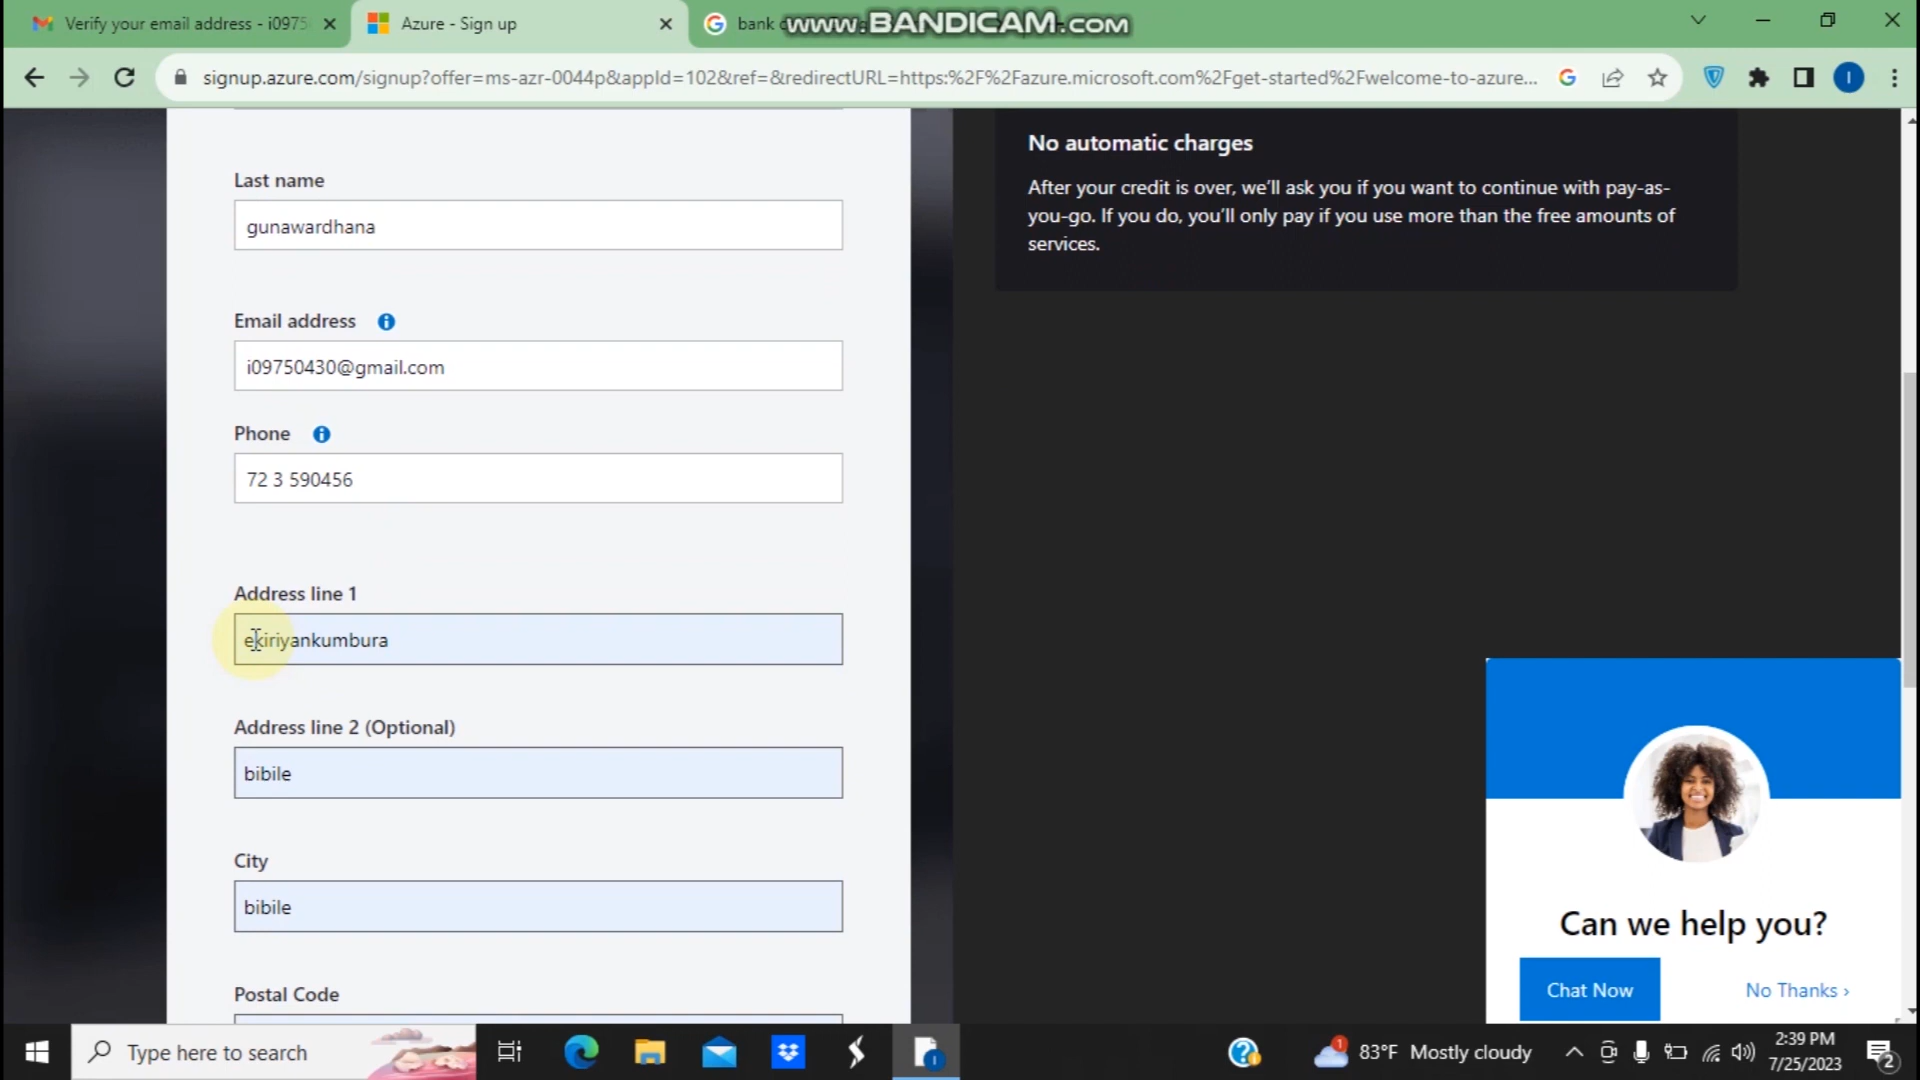 Verify your email address - i0975
Azure - Sign up
bank
www.BANDICAM.com
signup.azure.com/signup?offer=ms-azr-0044p&appId=102&ref=&redirectURL=https:%2F%2Fazure.microsoft.com%2Fget-started%2Fwelcome-to-azure...
I
Last name
gunawardhana
Email address
i09750430@gmail.com
Phone
72 3 590456
Address line 1
ekiriyankumbura
Address line 2 (Optional)
bibile
City
bibile
Postal Code
No automatic charges
After your credit is over, we'll ask you if you want to continue with pay-as-
you-go. If you do, you'll only pay if you use more than the free amounts of
services.
Can we help you?
Chat Now
No Thanks ›
Type here to search
1
83°F Mostly cloudy
2:39 PM
7/25/2023
2